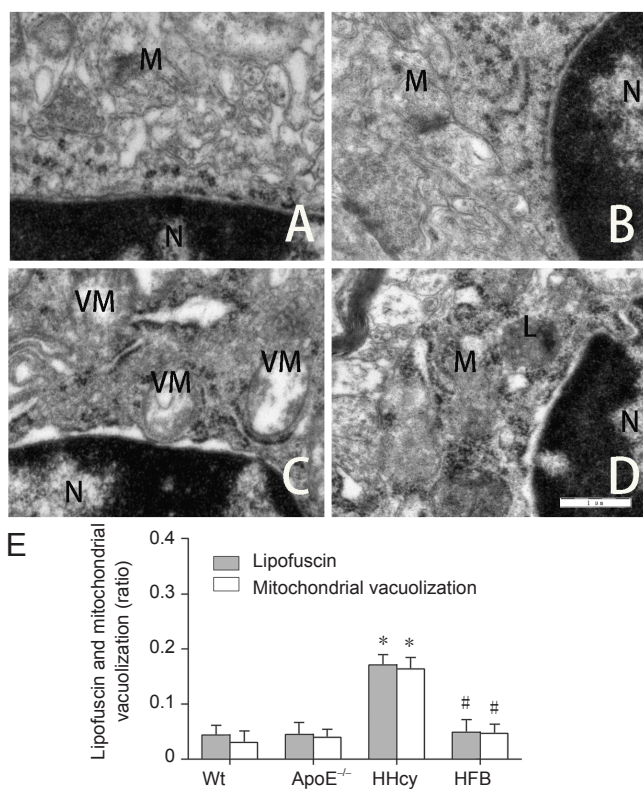 M
N
A
M
N
B
VM
VM
VM
N
C
L
M
N
D
1 um
E
Lipofuscin and mitochondrial
vacuolization (ratio)
0.4
0.3
0.2
0.1
0
Lipofuscin
Mitochondrial vacuolization
* *
# #
Wt ApoE⁻/⁻ HHcy HFB